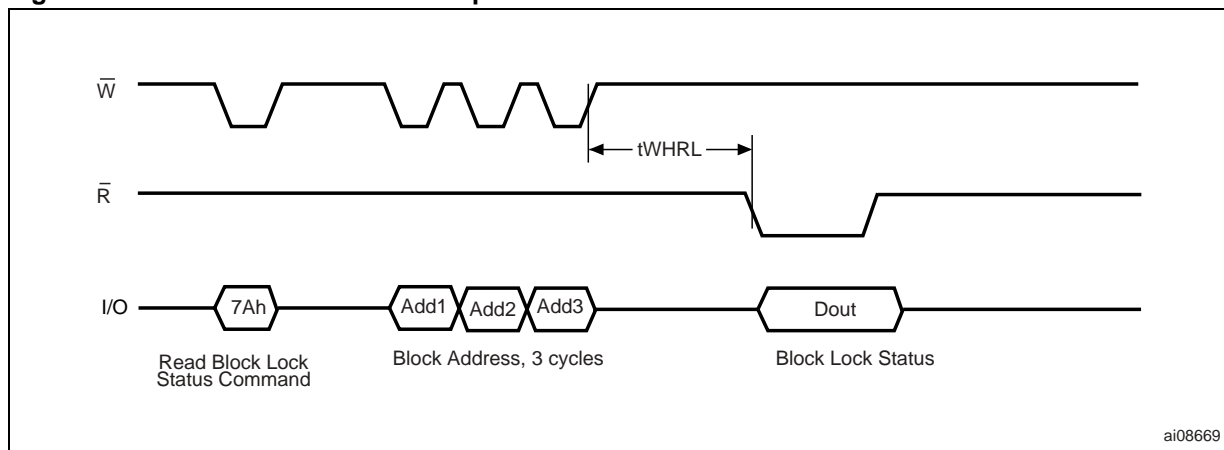 W
tWHRL
R
I/O
7Ah
Add1
Add2
Add3
Dout
Read Block Lock
Status Command
Block Address, 3 cycles
Block Lock Status
ai08669